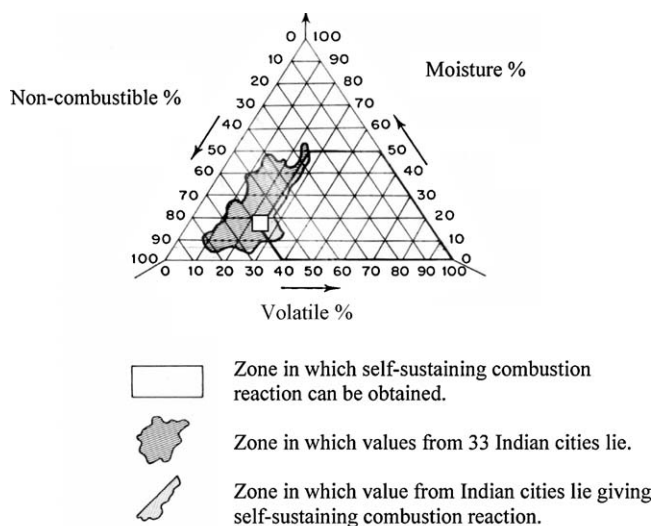 0 100
10 90
Moisture %
20 80
Non-combustible % 30 70
40 60
50 50
60 40
70 30
80 20
90 10
100 0
0 10 20 30 40 50 60 70 80 90 100
Volatile %
Zone in which self-sustaining combustion
reaction can be obtained.
Zone in which values from 33 Indian cities lie.
Zone in which value from Indian cities lie giving
self-sustaining combustion reaction.